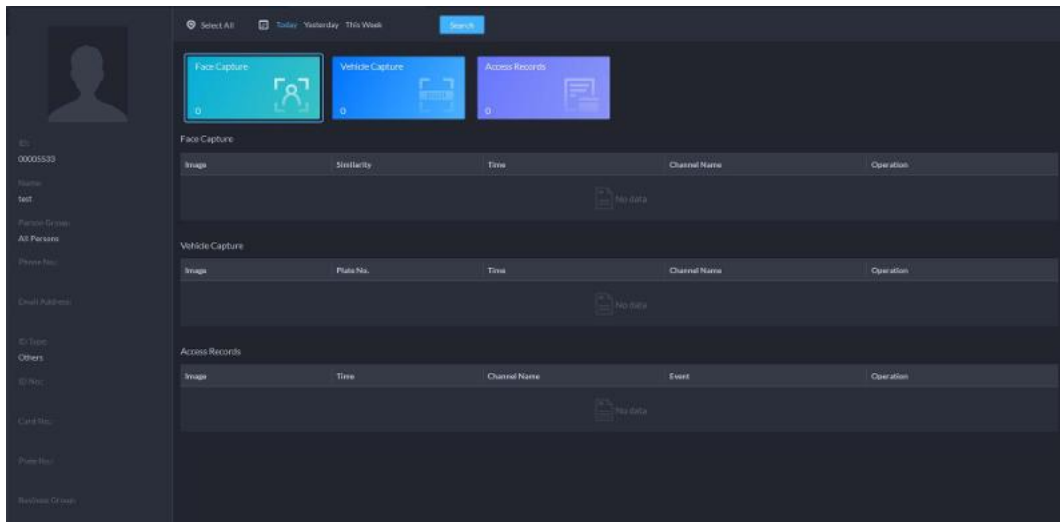 Select All Today Yesterday This Week Search
Face Capture Vehicle Capture Access Records
0 0 0
ID:
00005533
Name:
test
Person Group:
All Persons
Phone No.:
Email Address:
ID Type:
Others
ID No.:
Card No.:
Plate No.:
Business Group:
Face Capture
Image Similarity Time Channel Name Operation
No data
Vehicle Capture
Image Plate No. Time Channel Name Operation
No data
Access Records
Image Time Channel Name Event Operation
No data